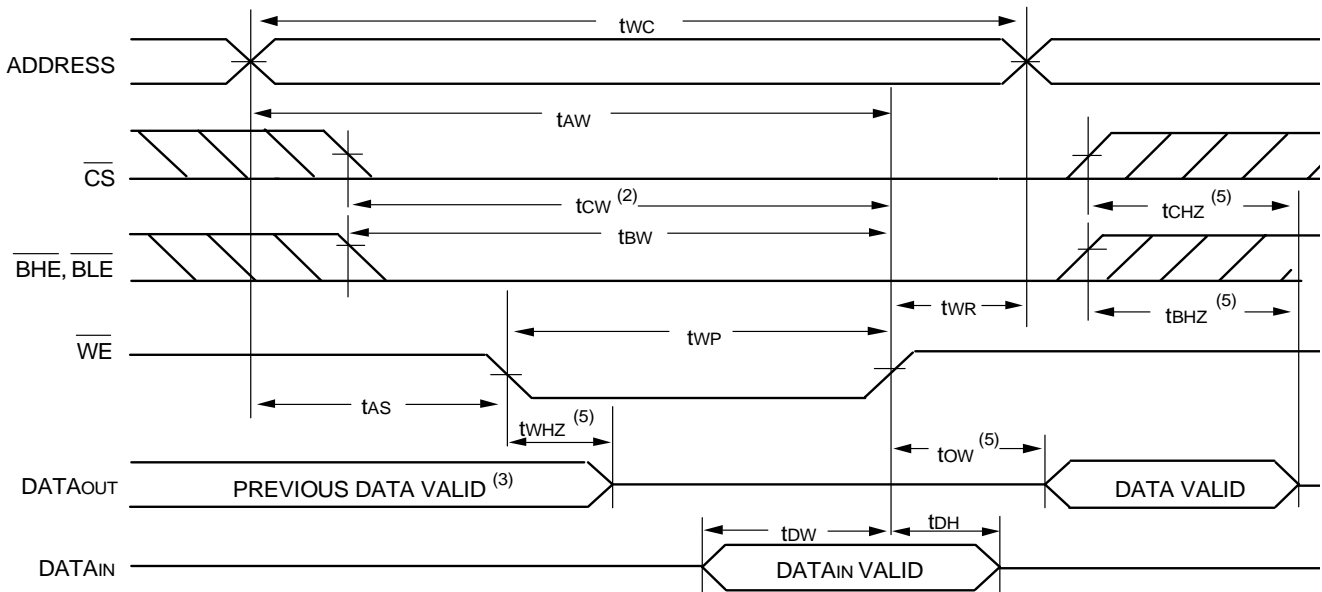 tWC
ADDRESS
tAW
CS
tCW (2)
tCHZ (5)
tBW
BHE, BLE
tWR
tBHZ (5)
tWP
WE
tAS
tWHZ (5)
tOW (5)
DATAOUT
PREVIOUS DATA VALID (3)
DATA VALID
tDW
tDH
DATAIN
DATAIN VALID